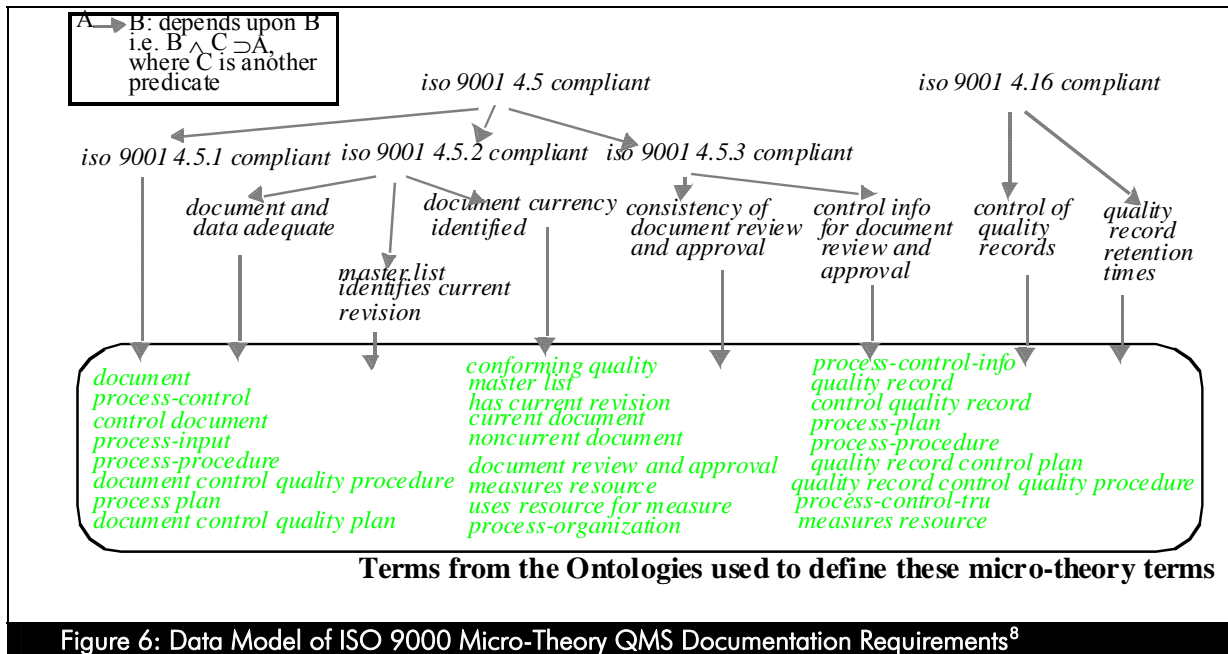 A → B: depends upon B
i.e. B ∧ C ⊃ A,
where C is another
predicate
iso 9001 4.5 compliant
iso 9001 4.16 compliant
iso 9001 4.5.1 compliant
iso 9001 4.5.2 compliant
iso 9001 4.5.3 compliant
document and
data adequate
master list
identifies current
revision
document currency
identified
consistency of
document review
and approval
control info
for document
review and
approval
control of
quality
records
quality
record
retention
times
document
process-control
control document
process-input
process-procedure
document control quality procedure
process plan
document control quality plan
conforming quality
master list
has current revision
current document
noncurrent document
document review and approval
measures resource
uses resource for measure
process-organization
process-control-info
quality record
control quality record
process-plan
process-procedure
quality record control plan
quality record control quality procedure
process-control-tru
measures resource
Terms from the Ontologies used to define these micro-theory terms
Figure 6: Data Model of ISO 9000 Micro-Theory QMS Documentation Requirements8